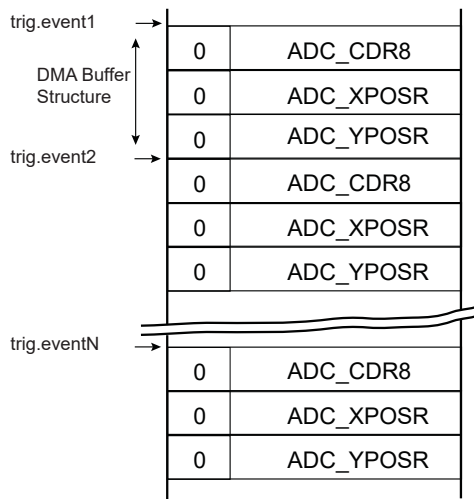 trig.event1
0 ADC_CDR8
DMA Buffer
Structure
0 ADC_XPOSR
0 ADC_YPOSR
trig.event2
0 ADC_CDR8
0 ADC_XPOSR
0 ADC_YPOSR
trig.eventN
0 ADC_CDR8
0 ADC_XPOSR
0 ADC_YPOSR